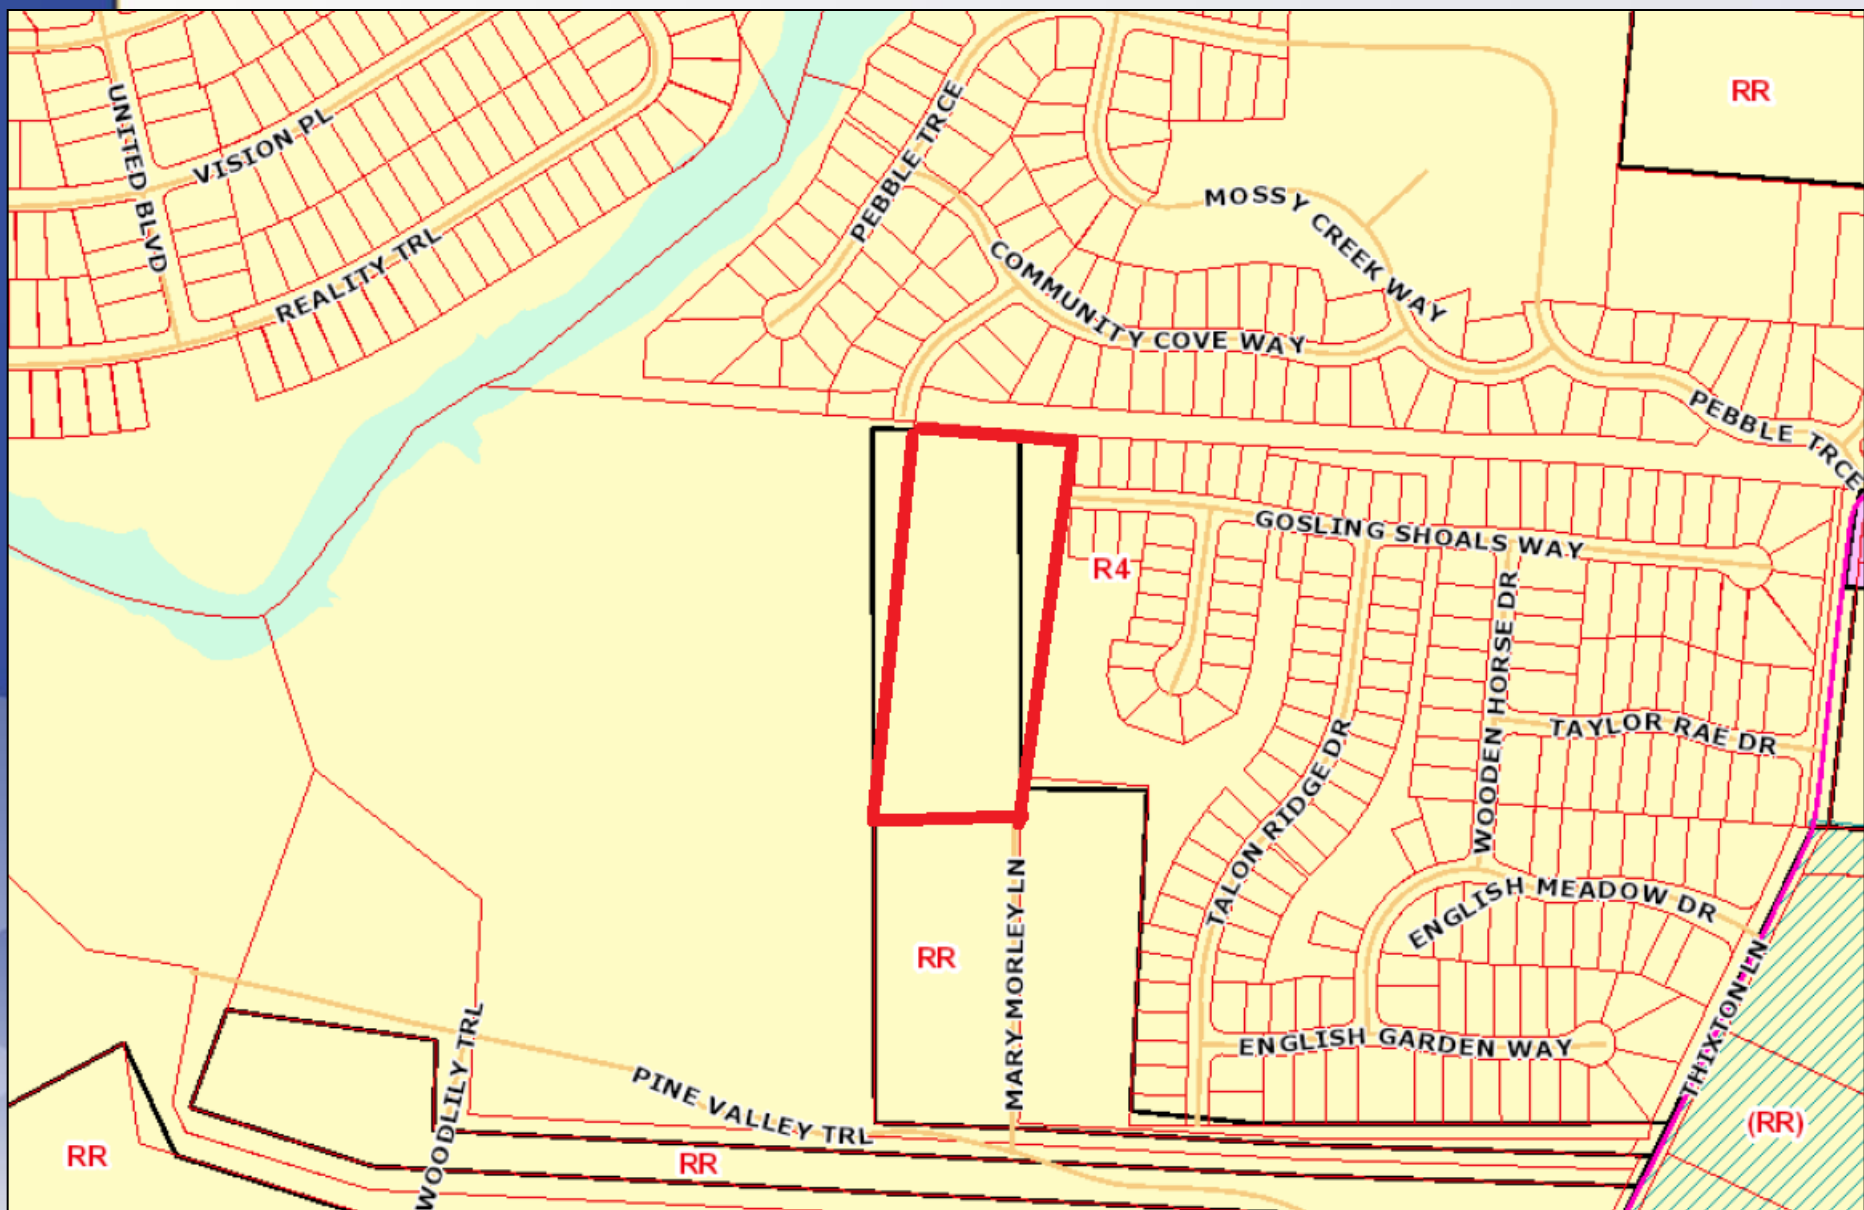 RR
UNITED BLVD
VISION PL
PEBBLE TRCE
MOSSY CREEK WAY
REALITY TRL
COMMUNITY COVE WAY
PEBBLE TRCE
GOSLING SHOALS WAY
R4
WOODEN HORSE DR
TAYLOR RAE DR
TALON RIDGE DR
ENGLISH MEADOW DR
RR
MARY MORLEY LN
THIXTON LN
ENGLISH GARDEN WAY
WOODLILY TRL
PINE VALLEY TRL
(RR)
RR
RR